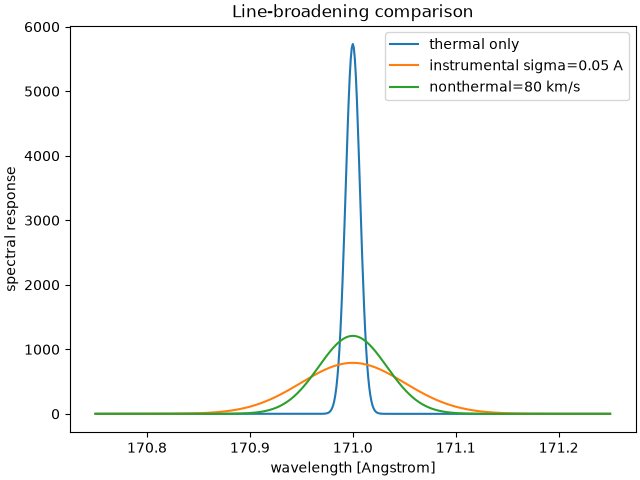 Line-broadening comparison
thermal only
instrumental sigma=0.05 A
nonthermal=80 km/s
spectral response
6000
5000
4000
3000
2000
1000
0
170.8 170.9 171.0 171.1 171.2
wavelength [Angstrom]